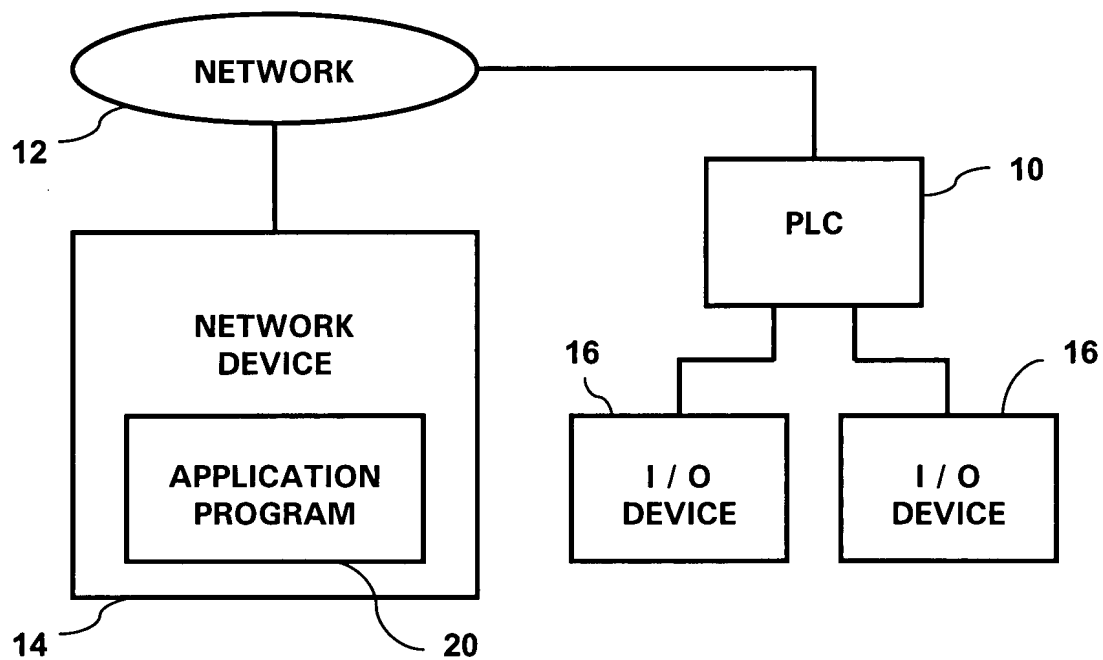 NETWORK
12
10
PLC
NETWORK
DEVICE
16
16
APPLICATION
PROGRAM
I / O
DEVICE
I / O
DEVICE
14
20